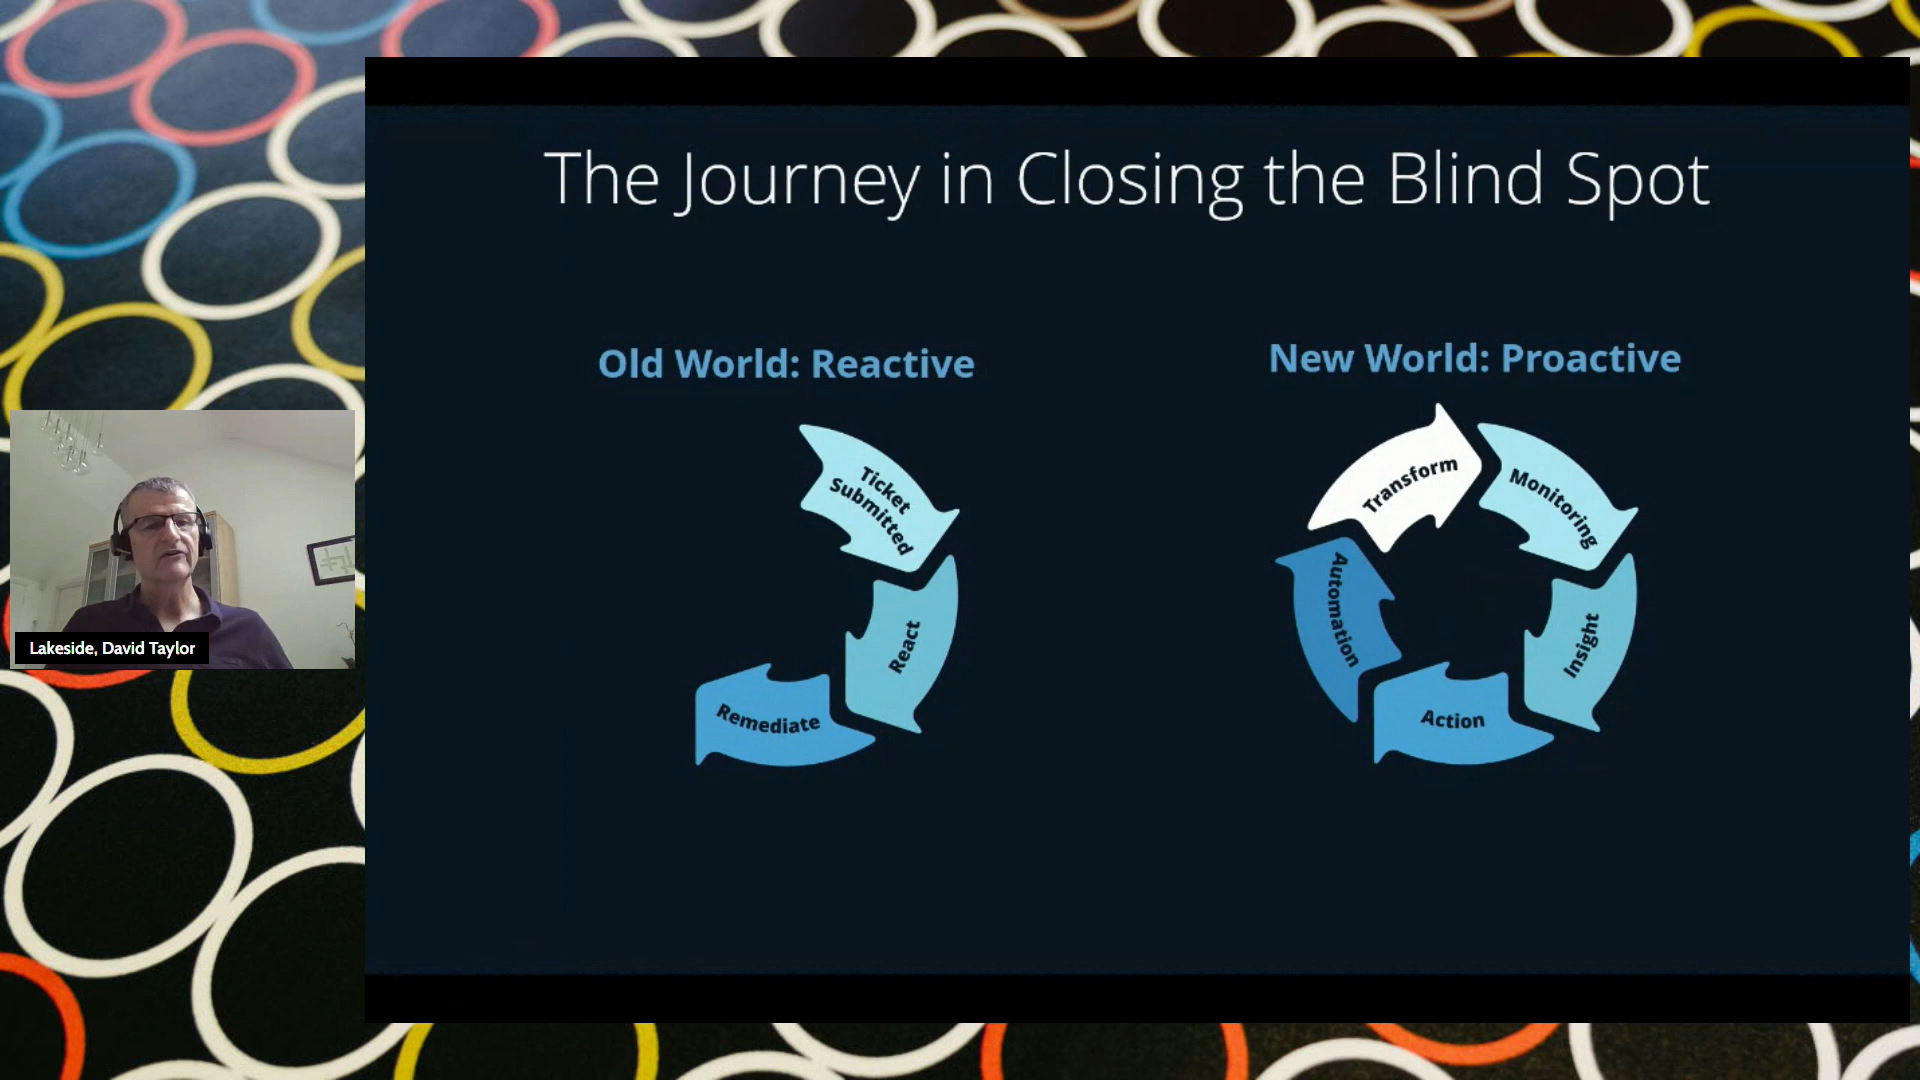 The Journey in Closing the Blind Spot
Old World: Reactive
Ticket
Submitted
React
Remediate
New World: Proactive
Transform
Monitoring
Insight
Action
Automation
Lakeside, David Taylor